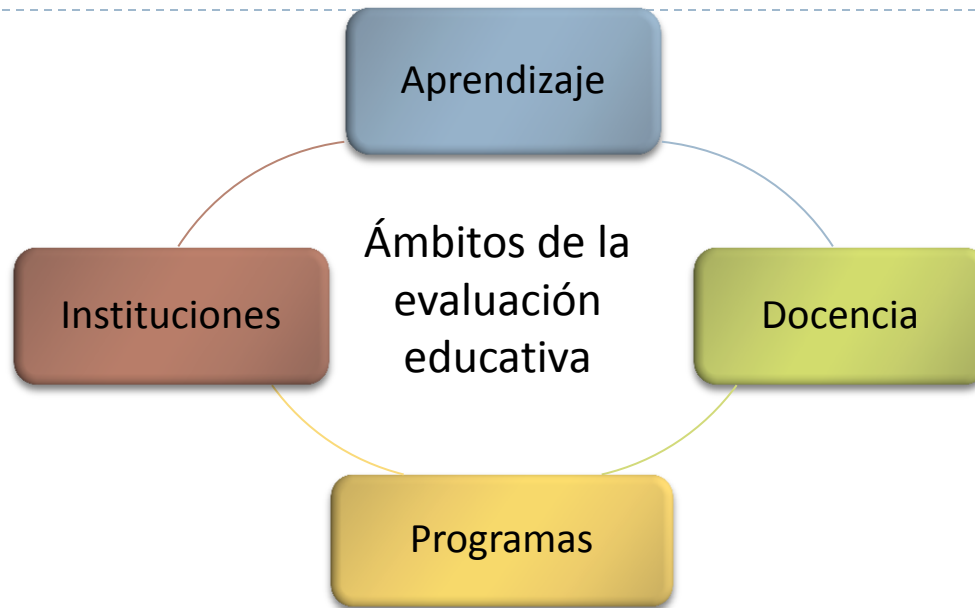 Aprendizaje
Ámbitos de la
evaluación
educativa
Instituciones
Docencia
Programas